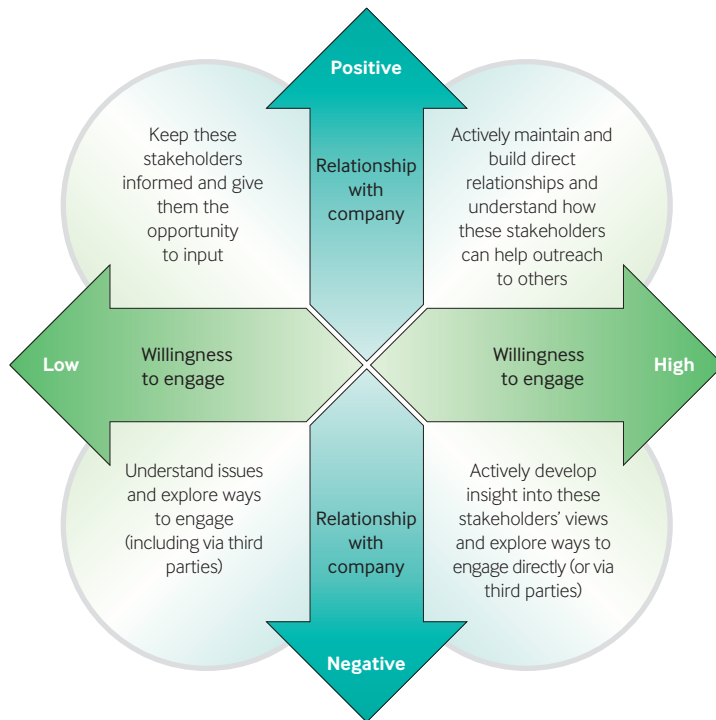 Positive
Keep these
stakeholders
informed and give
them the
opportunity
to input
Relationship
with
company
Actively maintain and
build direct
relationships and
understand how
these stakeholders
can help outreach
to others
Low
Willingness
to engage
Willingness
to engage
High
Understand issues
and explore ways
to engage
(including via third
parties)
Relationship
with
company
Actively develop
insight into these
stakeholders’ views
and explore ways to
engage directly (or via
third parties)
Negative